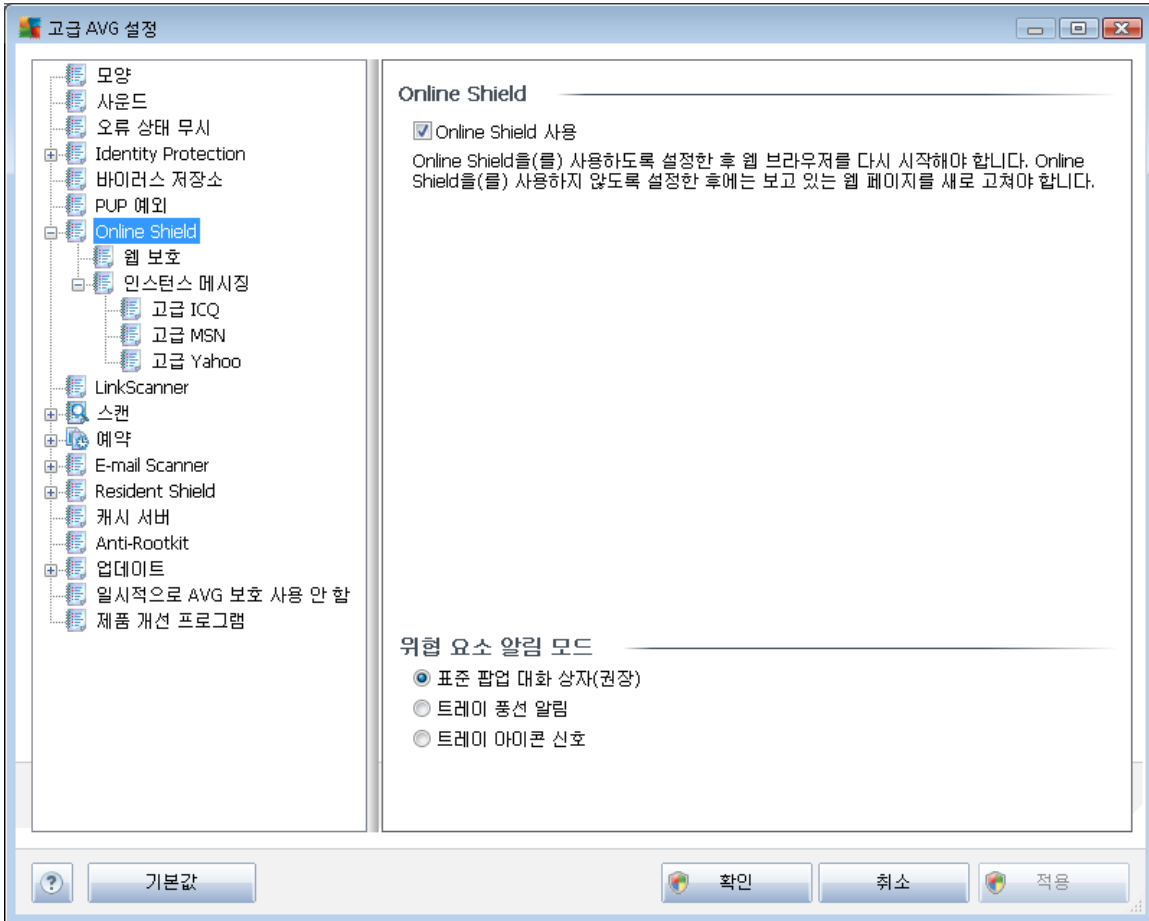 고급 AVG 설정
모양
사운드
오류 상태 무시
Identity Protection
바이러스 저장소
PUP 예외
Online Shield
웹 보호
인스턴스 메시징
고급 ICQ
고급 MSN
고급 Yahoo
LinkScanner
스캔
예약
E-mail Scanner
Resident Shield
캐시 서버
Anti-Rootkit
업데이트
일시적으로 AVG 보호 사용 안 함
제품 개선 프로그램
Online Shield
Online Shield 사용
Online Shield을(를) 사용하도록 설정한 후 웹 브라우저를 다시 시작해야 합니다. Online
Shield을(를) 사용하지 않도록 설정한 후에는 보고 있는 웹 페이지를 새로 고쳐야 합니다.
위협 요소 알림 모드
표준 팝업 대화 상자(권장)
트레이 풍선 알림
트레이 아이콘 신호
?
기본값
확인
취소
적용